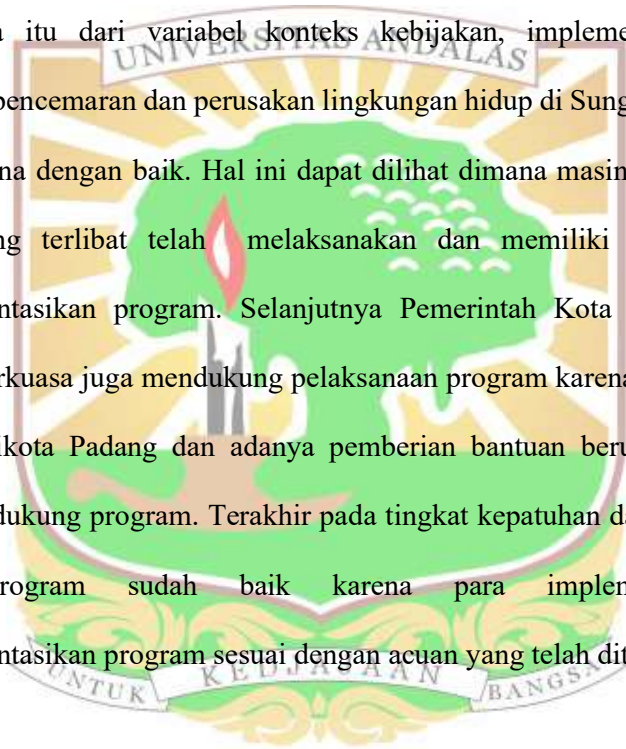 a itu dari variabel konteks kebijakan, impleme
UNIVERSITAS ANDALAS
pencemaran dan perusakan lingkungan hidup di Sung
na dengan baik. Hal ini dapat dilihat dimana masin
ng terlibat telah melaksanakan dan memiliki
ntasikan program. Selanjutnya Pemerintah Kota
rkuasa juga mendukung pelaksanaan program karena
likota Padang dan adanya pemberian bantuan beru
dukung program. Terakhir pada tingkat kepatuhan da
program sudah baik karena para implen
ntasikan program sesuai dengan acuan yang telah dit
UNTUK KEDJAJAAN BANGSA